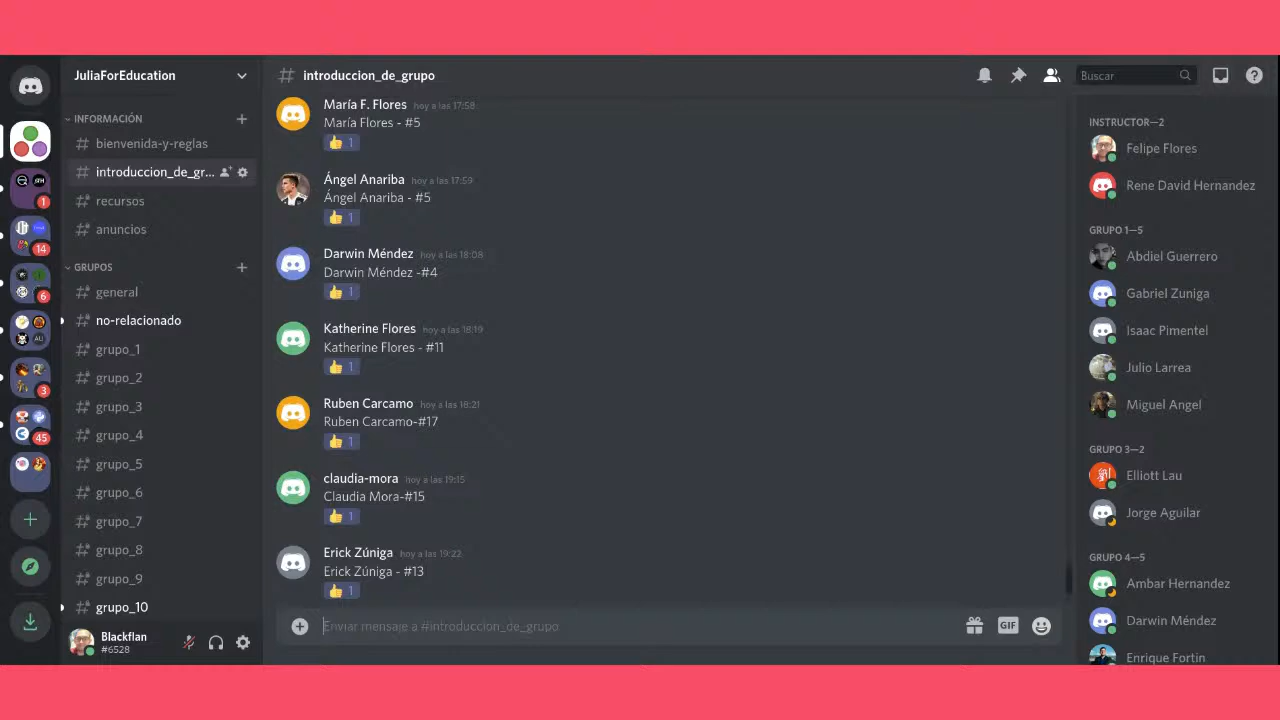 JuliaForEducation
INFORMACIÓN
bienvenida-y-reglas
introduccion_de_gr...
recursos
anuncios
GRUPOS
general
no-relacionado
grupo_1
grupo_2
grupo_3
grupo_4
grupo_5
grupo_6
grupo_7
grupo_8
grupo_9
grupo_10
Blackflan
#6528
1
14
6
3
45
# introduccion_de_grupo
María F. Flores hoy a las 17:58
María Flores - #5
1
Ángel Anariba hoy a las 17:59
Ángel Anariba - #5
1
Darwin Méndez hoy a las 18:08
Darwin Méndez -#4
1
Katherine Flores hoy a las 18:19
Katherine Flores - #11
1
Ruben Carcamo hoy a las 18:21
Ruben Carcamo-#17
1
claudia-mora hoy a las 19:15
Claudia Mora-#15
1
Erick Zúniga hoy a las 19:22
Erick Zúniga - #13
1
Enviar mensaje a #introduccion_de_grupo
GIF
Buscar
INSTRUCTOR—2
Felipe Flores
Rene David Hernandez
GRUPO 1—5
Abdiel Guerrero
Gabriel Zuniga
Isaac Pimentel
Julio Larrea
Miguel Angel
GRUPO 3—2
Elliott Lau
Jorge Aguilar
GRUPO 4—5
Ambar Hernandez
Darwin Méndez
Enrique Fortin